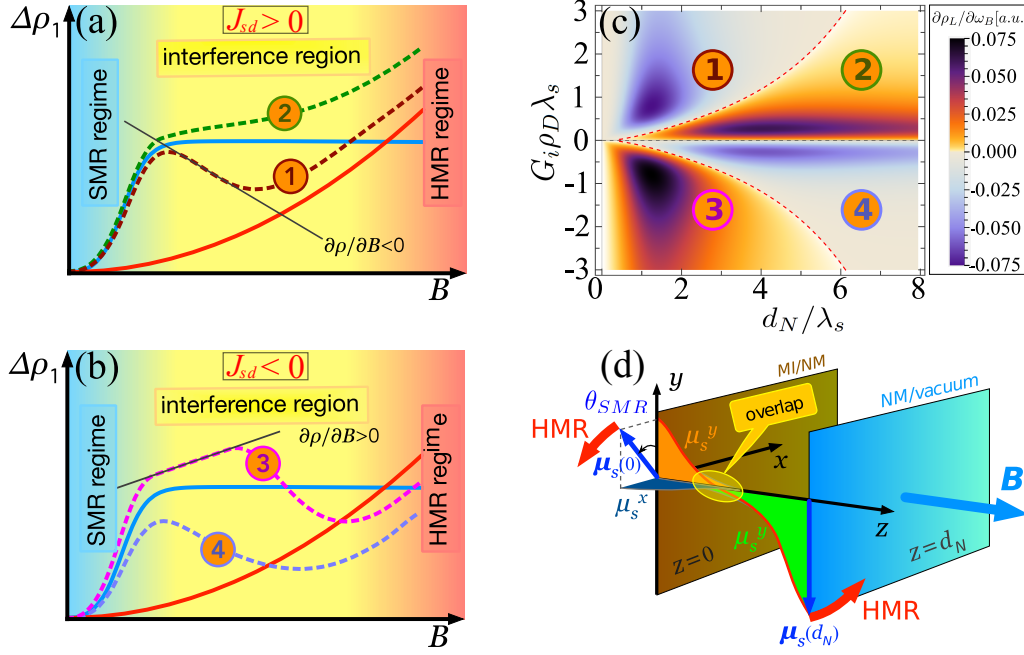 (a)
J_sd > 0
Δρ₁
interference region
SMR regime
HMR regime
2
1
∂ρ/∂B<0
B
(b)
J_sd < 0
Δρ₁
interference region
SMR regime
HMR regime
∂ρ/∂B>0
3
4
B
(c)
∂ρ_L/∂ω_B[a.u.
G_iρ_Dλ_s
3
2
1
0
-1
-2
-3
0
2
4
6
8
d_N/λ_s
1
2
3
4
0.075
0.050
0.025
0.000
-0.025
-0.050
-0.075
(d)
y
MI/NM
NM/vacuum
θ_SMR
overlap
HMR
μ_s^y
μ_s(0)
x
μ_s^x
B
z
μ_s^y
z=0
z=d_N
HMR
μ_s(d_N)